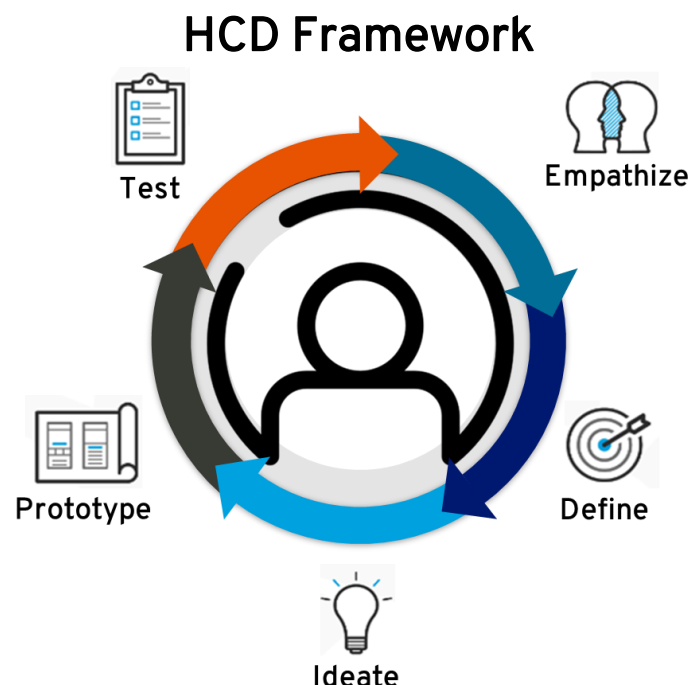 HCD Framework
Test
Empathize
Prototype
Define
Ideate